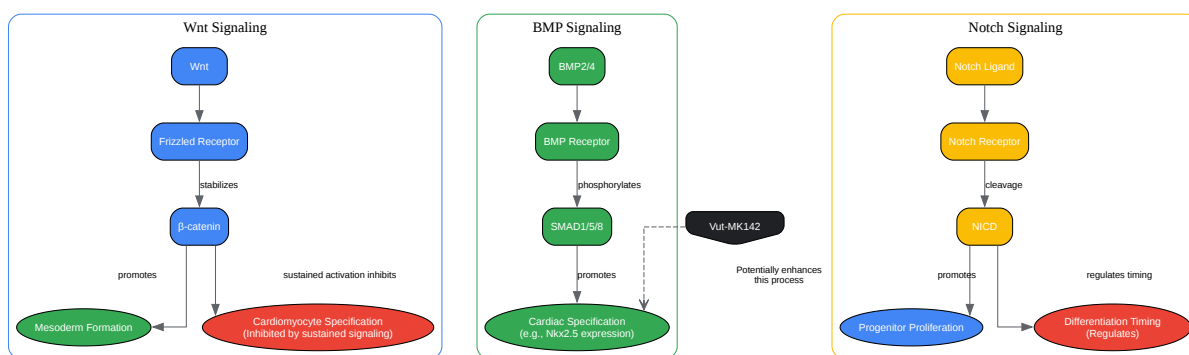 Wnt Signaling
Wnt
Frizzled Receptor
stabilizes
β-catenin
promotes
sustained activation inhibits
Mesoderm Formation
Cardiomyocyte Specification
(Inhibited by sustained signaling)
BMP Signaling
BMP2/4
BMP Receptor
phosphorylates
SMAD1/5/8
promotes
Cardiac Specification
(e.g., Nkx2.5 expression)
Vut-MK142
Potentially enhances
this process
Notch Signaling
Notch Ligand
Notch Receptor
cleavage
NICD
promotes
regulates timing
Progenitor Proliferation
Differentiation Timing
(Regulates)